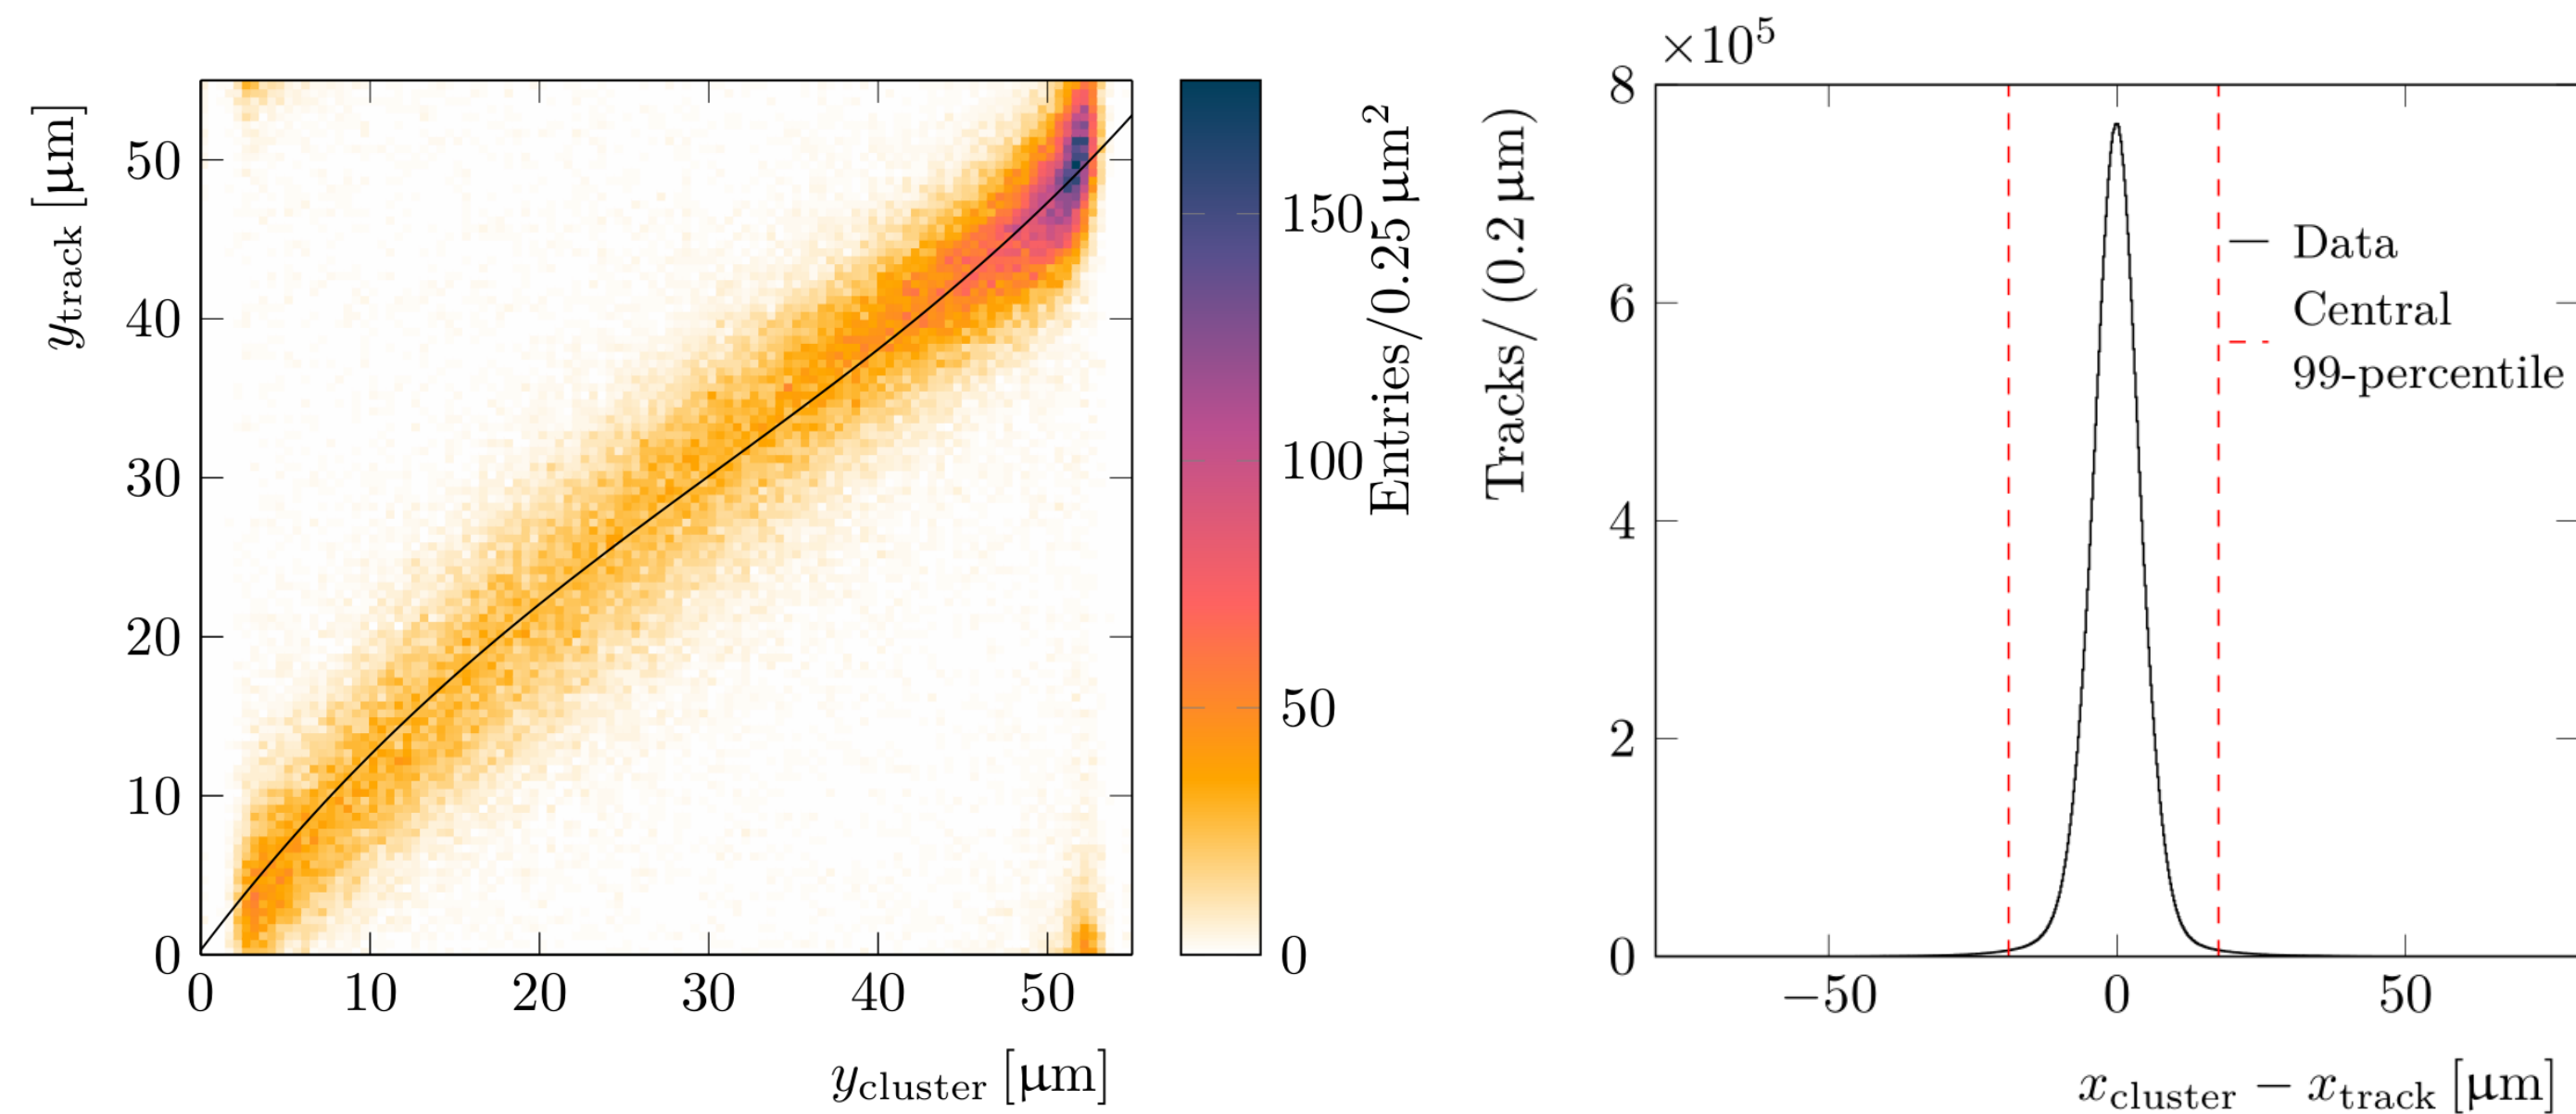 y_track [µm]
50
40
30
20
10
0
0 10 20 30 40 50
y_cluster [µm]
150
100
50
0
Entries/0.25 µm²
×10⁵
Tracks/ (0.2 µm)
8
6
4
2
0
−50 0 50
x_cluster − x_track [µm]
Data
Central
99-percentile